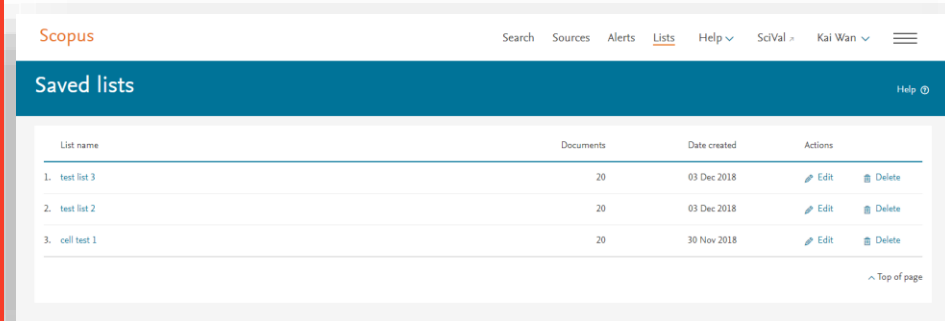 Scopus Search Sources Alerts Lists Help SciVal Kai Wan
Saved lists Help
List name Documents Date created Actions
1. test list 3 20 03 Dec 2018 Edit Delete
2. test list 2 20 03 Dec 2018 Edit Delete
3. cell test 1 20 30 Nov 2018 Edit Delete
Top of page